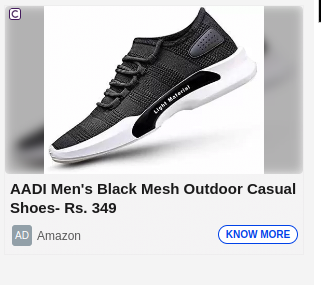 C
Light Material
AADI Men's Black Mesh Outdoor Casual
Shoes- Rs. 349
AD Amazon
KNOW MORE